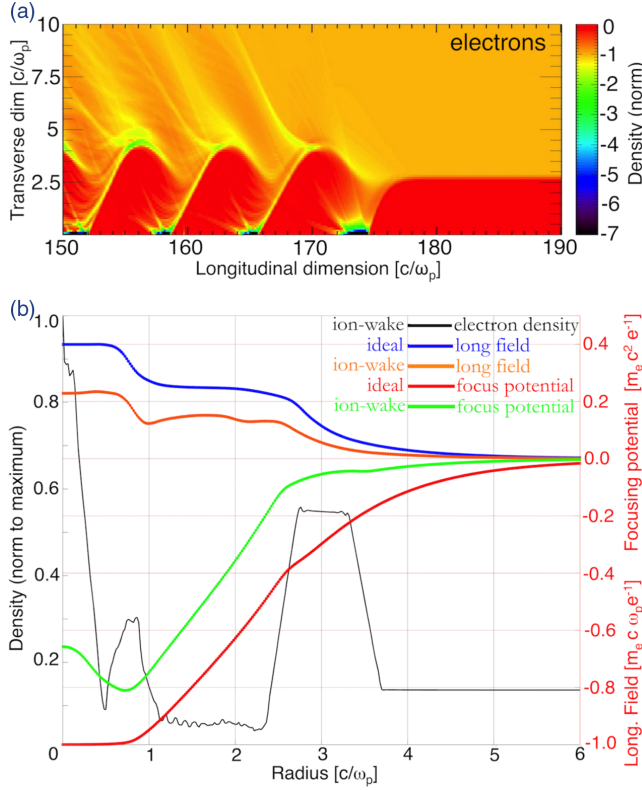 (a)
electrons
Transverse dim [c/ωp]
10
7.5
5
2.5
150 160 170 180 190
Longitudinal dimension [c/ωp]
0
-1
-2
-3
-4
-5
-6
-7
Density (norm)
(b)
ion-wake electron density
ideal long field
ion-wake long field
ideal focus potential
ion-wake focus potential
Density (norm to maximum)
1.0
0.8
0.6
0.4
0.2
0
0 1 2 3 4 5 6
Radius [c/ωp]
0.4
0.2
0.0
-0.2
-0.4
-0.6
-0.8
-1.0
Focusing potential [me c² e⁻¹]
Long. Field [me c ωp e⁻¹]